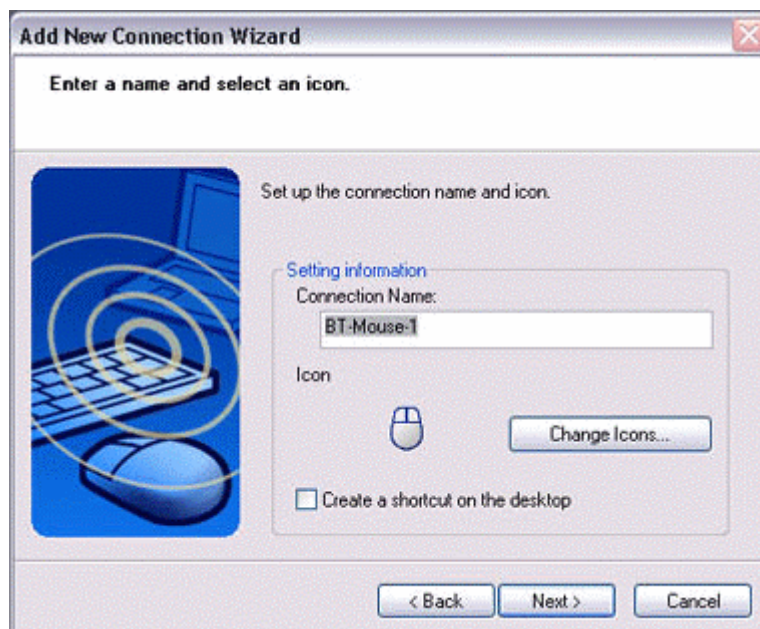 Add New Connection Wizard
Enter a name and select an icon.
Set up the connection name and icon.
Setting information
Connection Name:
BT-Mouse-1
Icon
Change Icons...
Create a shortcut on the desktop
< Back
Next >
Cancel